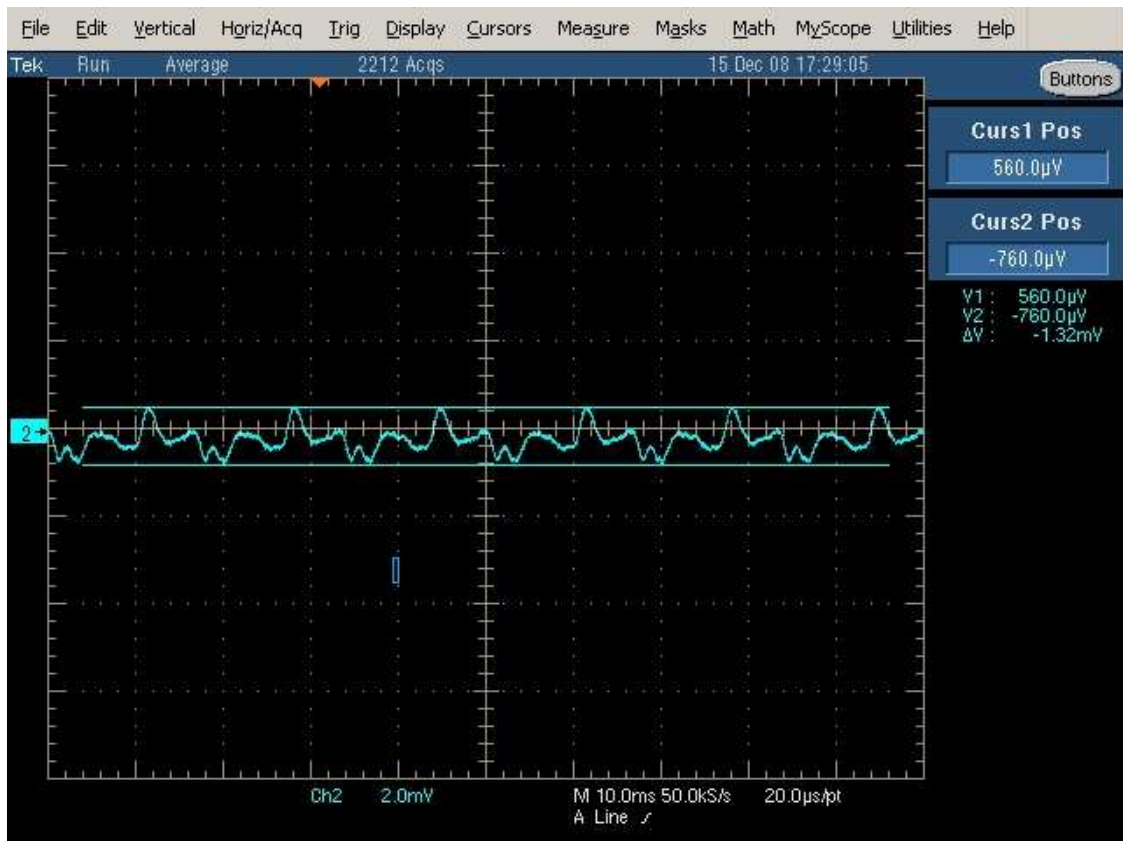 File Edit Vertical Horiz/Acq Trig Display Cursors Measure Masks Math MyScope Utilities Help
Tek Run Average 2212 Acqs 15 Dec 08 17:29:05
Buttons
Curs1 Pos
560.0µV
Curs2 Pos
-760.0µV
V1 : 560.0µV
V2 : -760.0µV
ΔV : -1.32mV
2
Ch2 2.0mV M 10.0ms 50.0kS/s 20.0µs/pt
A Line